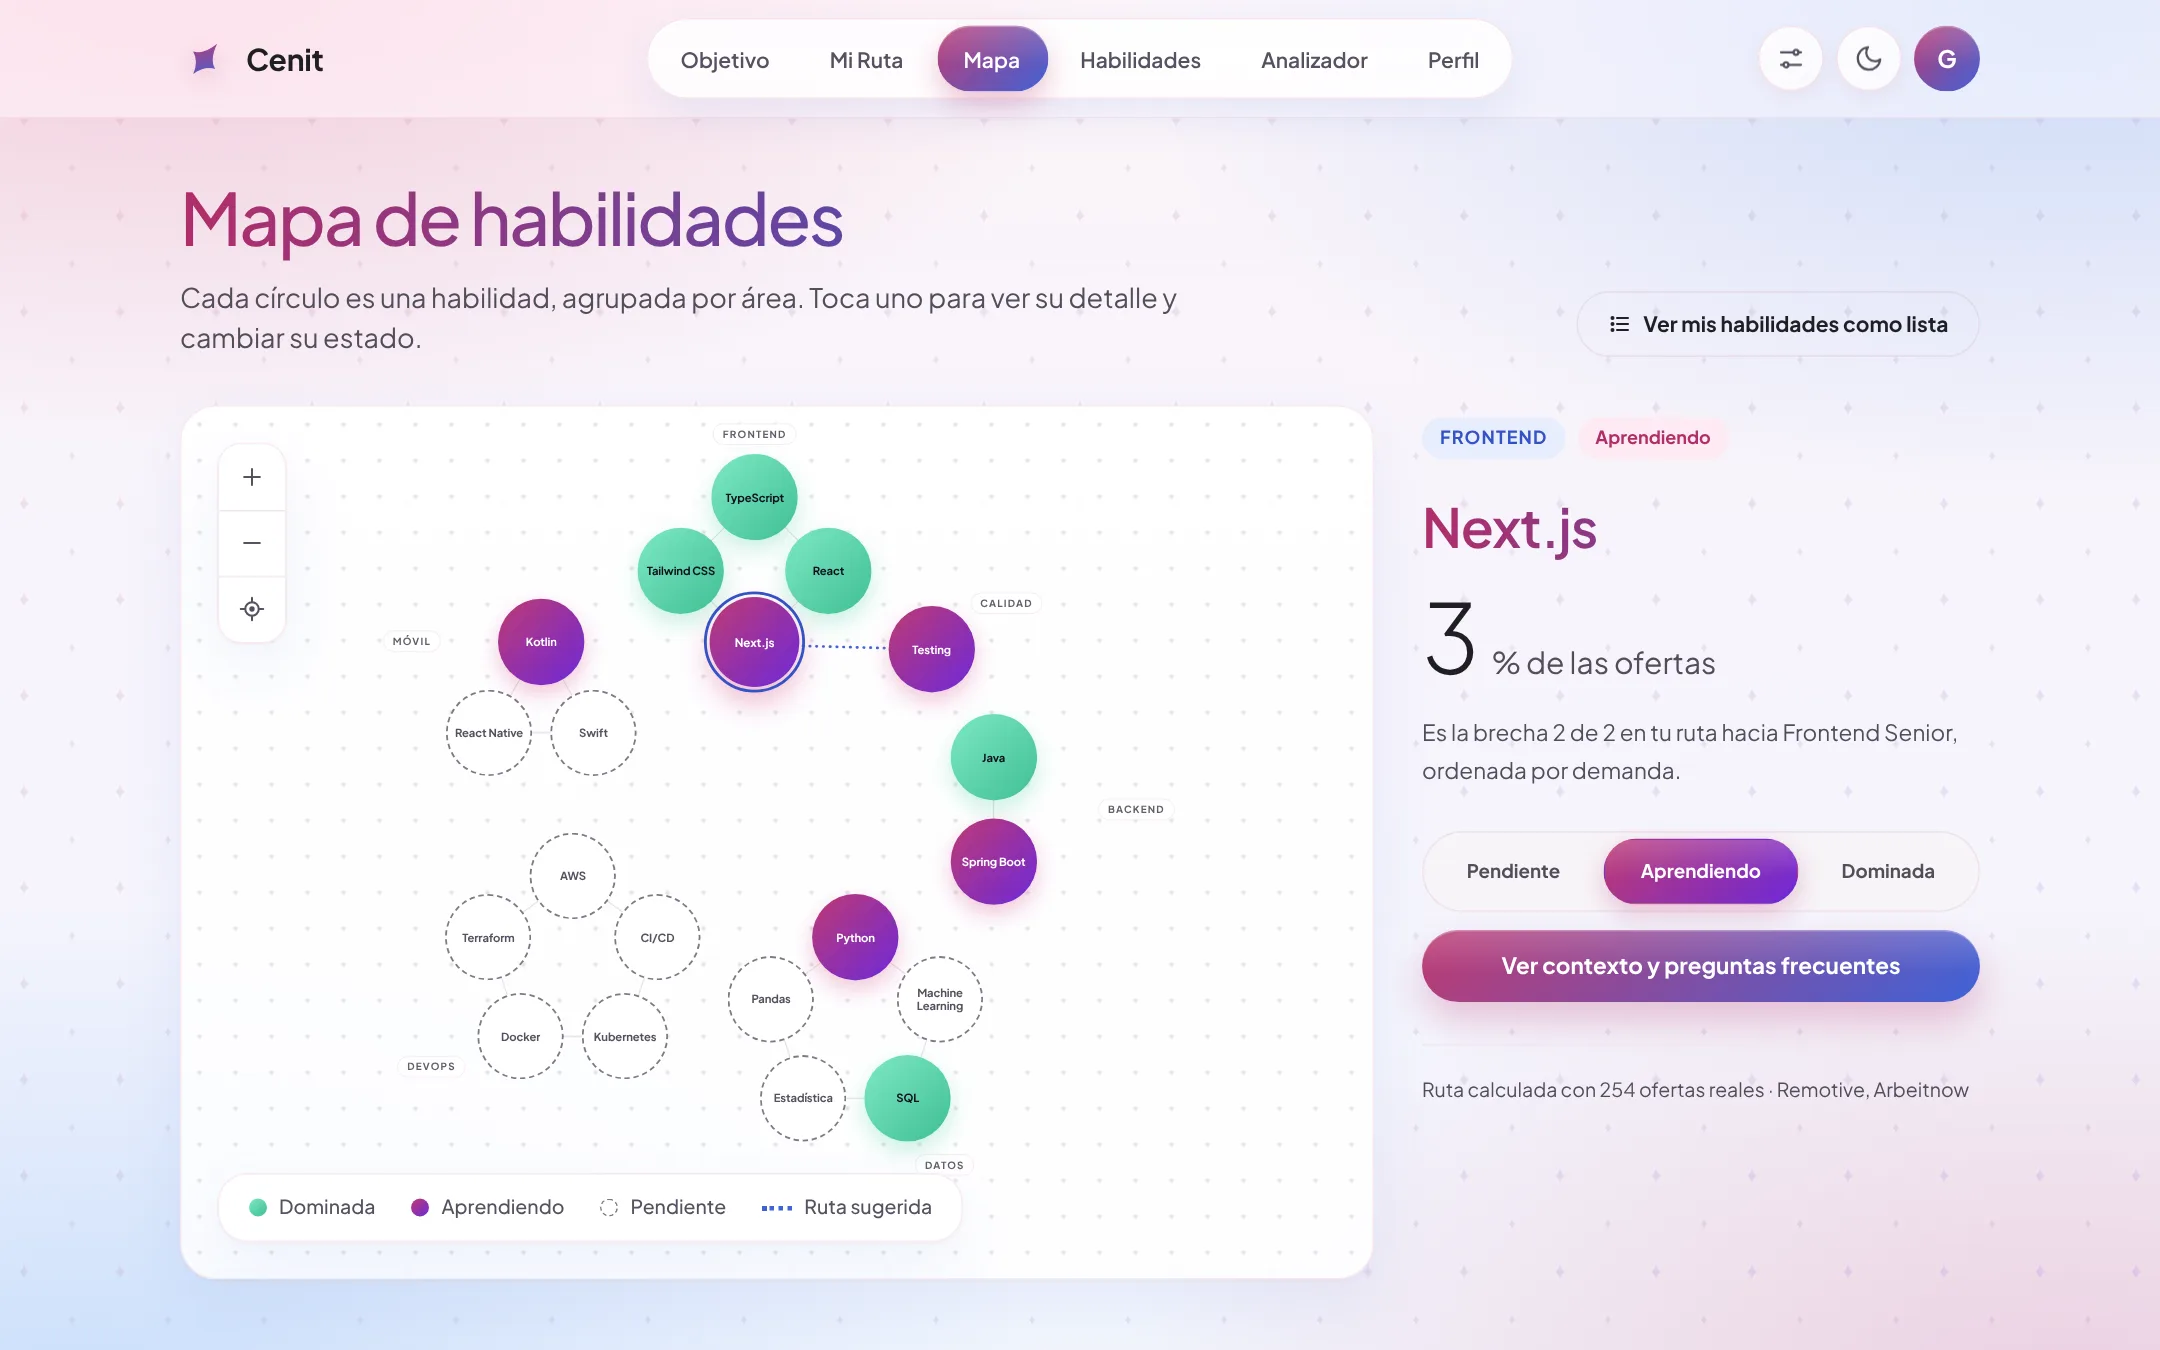 Cenit
Objetivo
Mi Ruta
Mapa
Habilidades
Analizador
Perfil
G
Mapa de habilidades
Cada círculo es una habilidad, agrupada por área. Toca uno para ver su detalle y
cambiar su estado.
Ver mis habilidades como lista
FRONTEND
TypeScript
Tailwind CSS
React
Next.js
CALIDAD
Testing
MÓVIL
Kotlin
React Native
Swift
Java
BACKEND
Spring Boot
AWS
Terraform
CI/CD
Docker
Kubernetes
DEVOPS
Python
Pandas
Machine
Learning
Estadística
SQL
DATOS
Dominada
Aprendiendo
Pendiente
Ruta sugerida
FRONTEND
Aprendiendo
Next.js
3 % de las ofertas
Es la brecha 2 de 2 en tu ruta hacia Frontend Senior,
ordenada por demanda.
Pendiente
Aprendiendo
Dominada
Ver contexto y preguntas frecuentes
Ruta calculada con 254 ofertas reales · Remotive, Arbeitnow